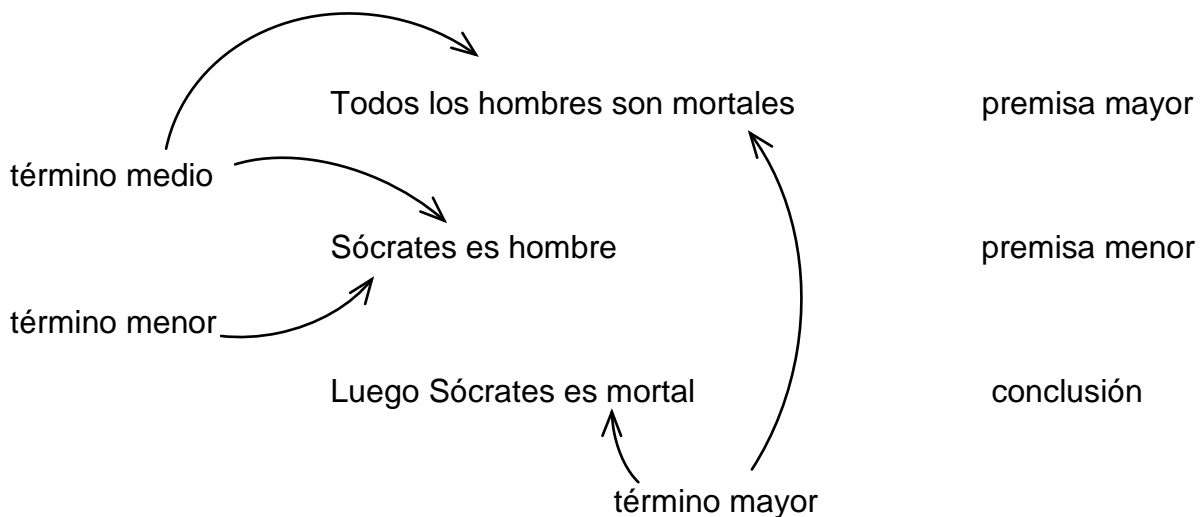 Todos los hombres son mortales premisa mayor
término medio
Sócrates es hombre premisa menor
término menor
Luego Sócrates es mortal conclusión
término mayor